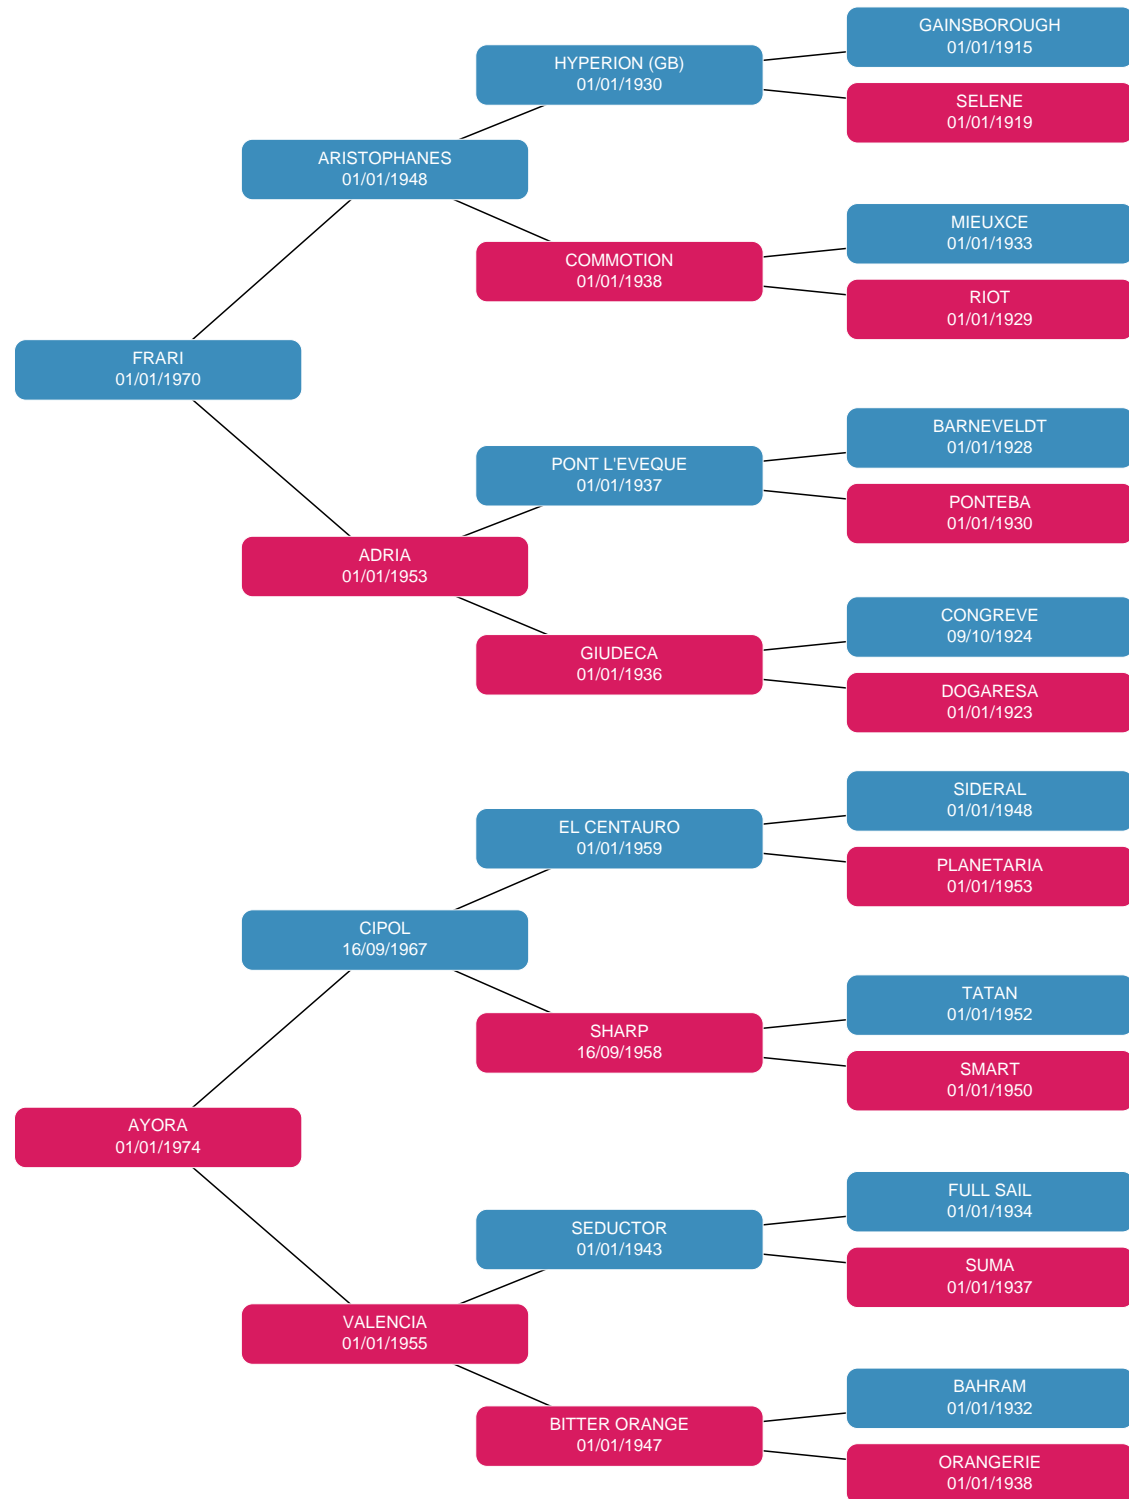 GAINSBOROUGH
01/01/1915
HYPERION (GB)
01/01/1930
SELENE
01/01/1919
ARISTOPHANES
01/01/1948
MIEUXCE
01/01/1933
COMMOTION
01/01/1938
RIOT
01/01/1929
FRARI
01/01/1970
BARNEVELDT
01/01/1928
PONT L'EVEQUE
01/01/1937
PONTEBA
01/01/1930
ADRIA
01/01/1953
CONGREVE
09/10/1924
GIUDECA
01/01/1936
DOGARESA
01/01/1923
SIDERAL
01/01/1948
EL CENTAURO
01/01/1959
PLANETARIA
01/01/1953
CIPOL
16/09/1967
TATAN
01/01/1952
SHARP
16/09/1958
SMART
01/01/1950
AYORA
01/01/1974
FULL SAIL
01/01/1934
SEDUCTOR
01/01/1943
SUMA
01/01/1937
VALENCIA
01/01/1955
BAHRAM
01/01/1932
BITTER ORANGE
01/01/1947
ORANGERIE
01/01/1938